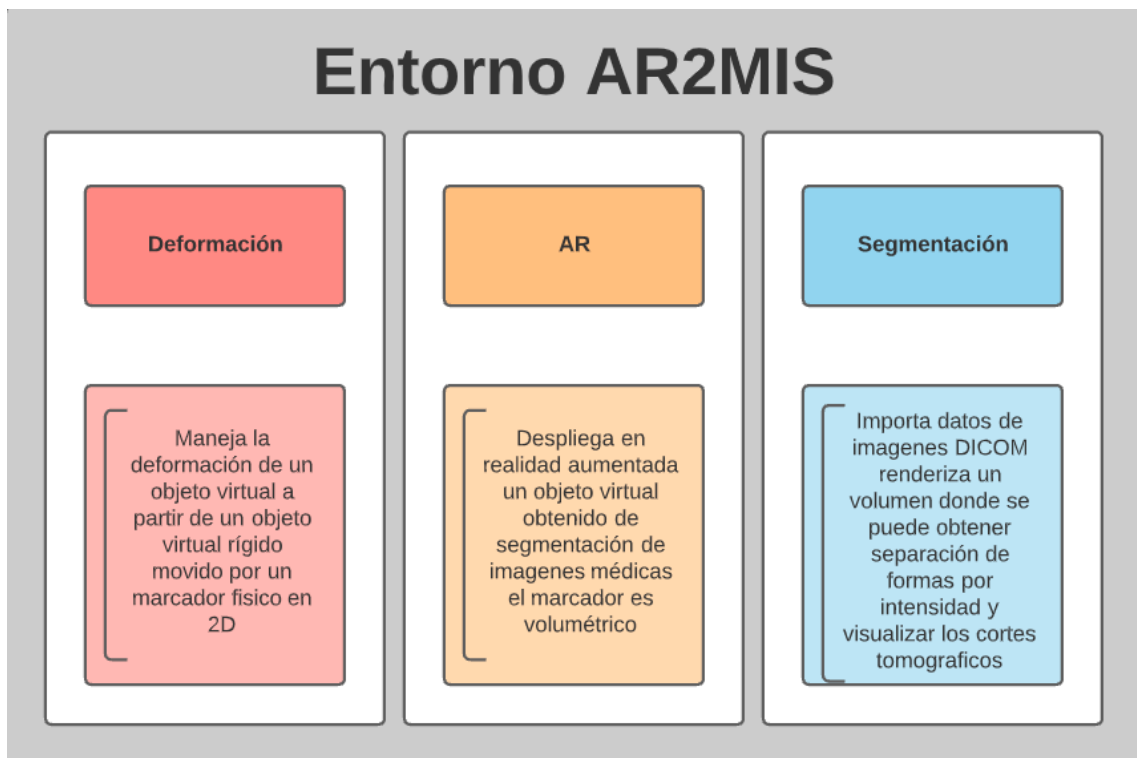 Entorno AR2MIS
Deformación
AR
Segmentación
Maneja la
deformación de un
objeto virtual a
partir de un objeto
virtual rígido
movido por un
marcador fisico en
2D
Despliega en
realidad aumentada
un objeto virtual
obtenido de
segmentación de
imagenes médicas
el marcador es
volumétrico
Importa datos de
imagenes DICOM
renderiza un
volumen donde se
puede obtener
separación de
formas por
intensidad y
visualizar los cortes
tomograficos